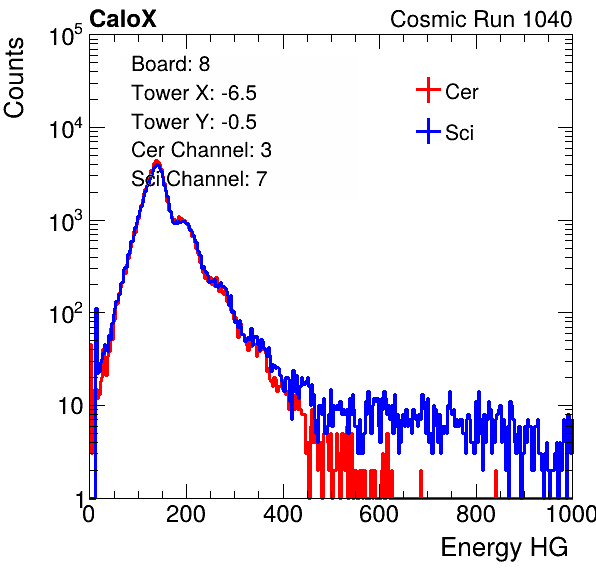 CaloX Cosmic Run 1040
Counts
10^5
10^4
10^3
10^2
10
1
Board: 8
Tower X: -6.5
Tower Y: -0.5
Cer Channel: 3
Sci Channel: 7
Cer
Sci
0 200 400 600 800 1000
Energy HG